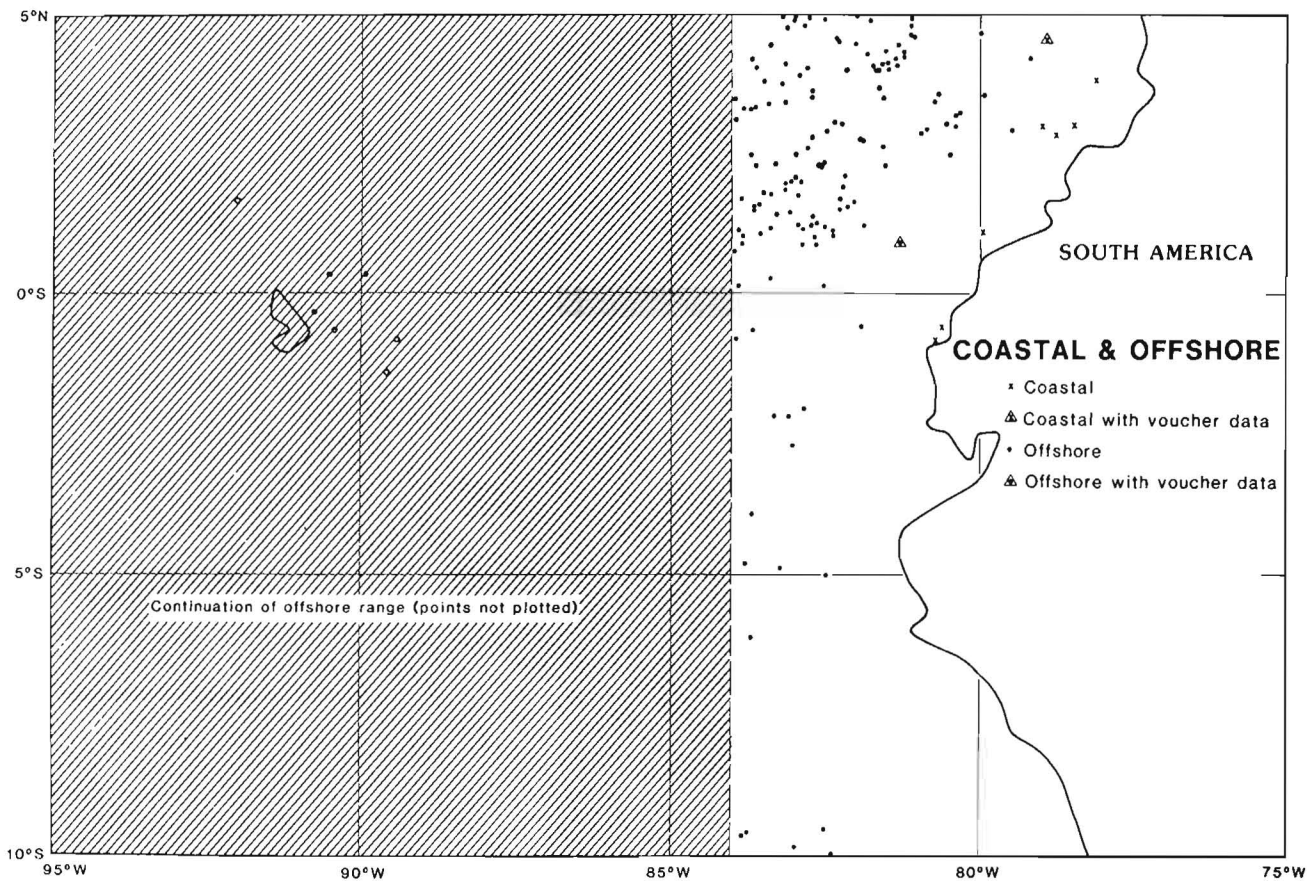 5°N
0°S
5°S
10°S
95°W
90°W
85°W
80°W
75°W
SOUTH AMERICA
COASTAL & OFFSHORE
x Coastal
Coastal with voucher data
Offshore
Offshore with voucher data
Continuation of offshore range (points not plotted)